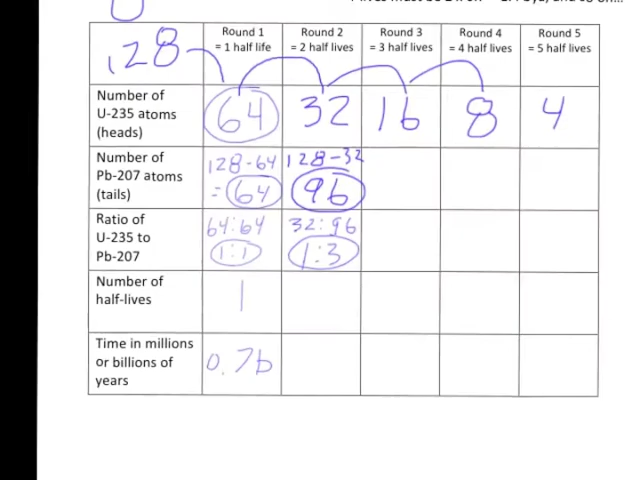 128
Round 1
= 1 half life
Round 2
= 2 half lives
Round 3
= 3 half lives
Round 4
= 4 half lives
Round 5
= 5 half lives
Number of
U-235 atoms
(heads)
64
32
16
8
4
Number of
Pb-207 atoms
(tails)
128-64
= 64
128-32
96
Ratio of
U-235 to
Pb-207
64:64
1:1
32:96
1:3
Number of
half-lives
1
Time in millions
or billions of
years
0.7b